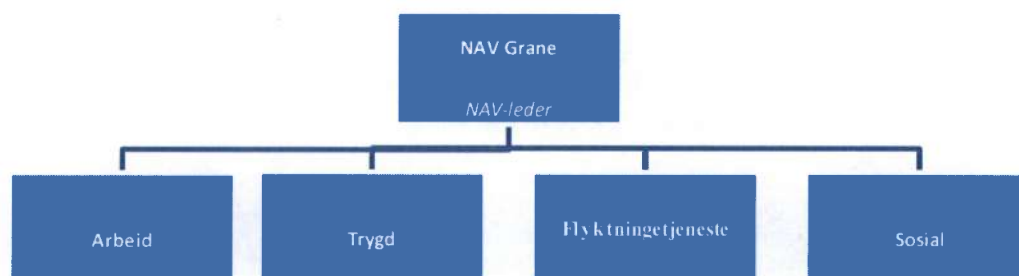 NAV Grane
NAV-leder
Arbeid
Trygd
Flyktningetjeneste
Sosial